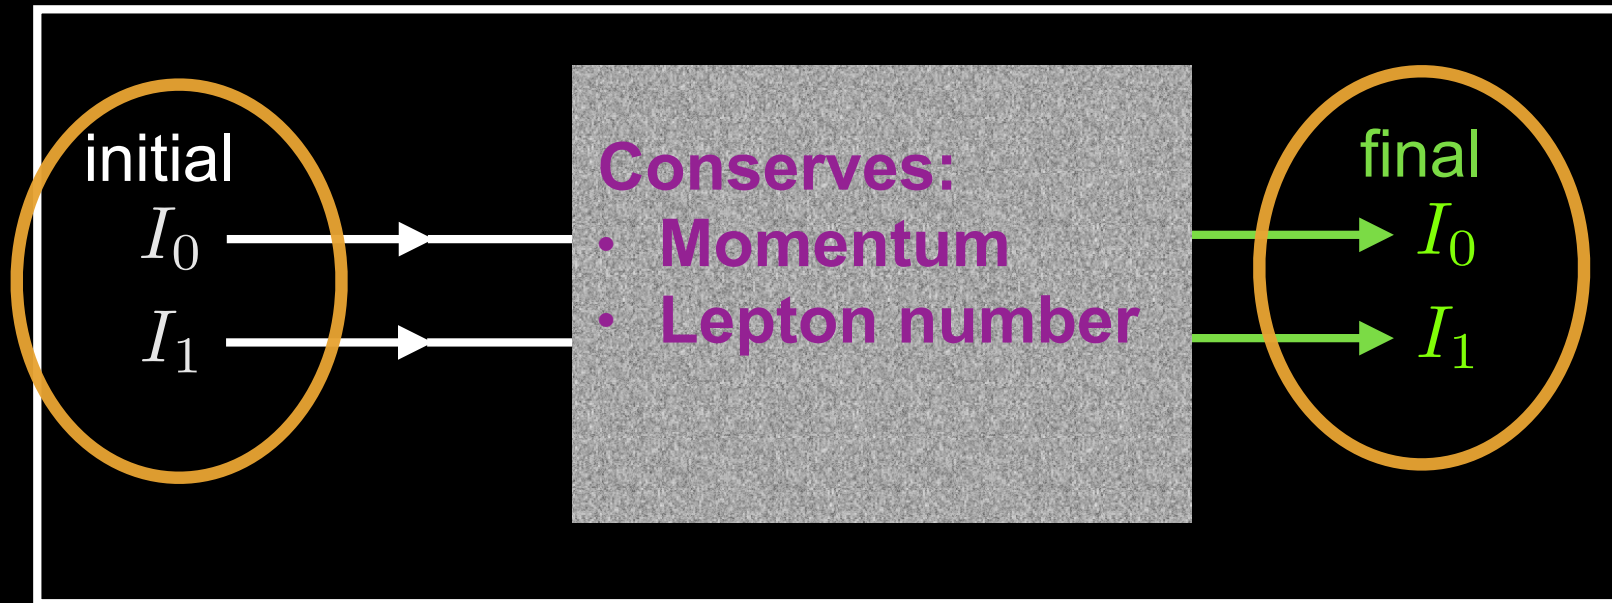 initial
I₀
I₁
Conserves:
• Momentum
• Lepton number
final
I₀
I₁